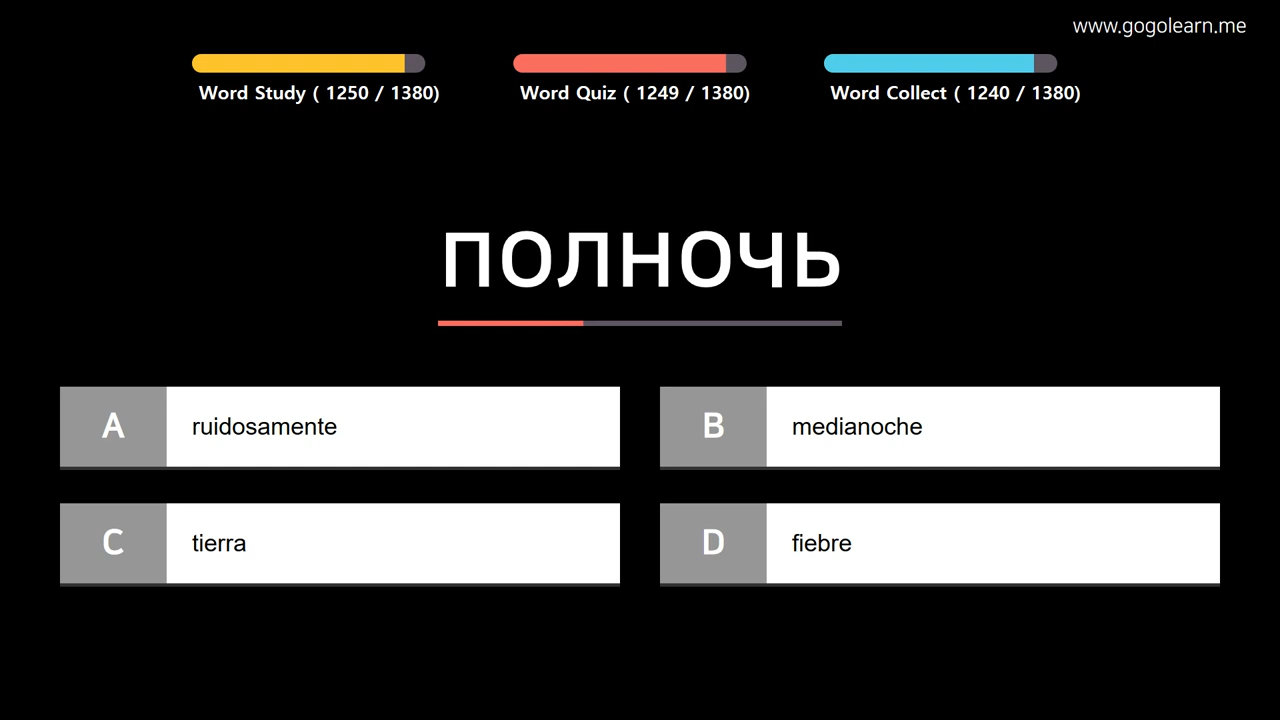 www.gogolearn.me
Word Study ( 1250 / 1380)
Word Quiz ( 1249 / 1380)
Word Collect ( 1240 / 1380)
полночь
A ruidosamente
B medianoche
C tierra
D fiebre